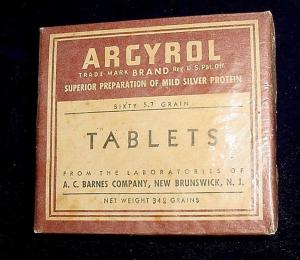 ARGYROL
TRADE MARK BRAND Reg. U.S. Pat. Off.
SUPERIOR PREPARATION OF MILD SILVER PROTEIN
SIXTY 5.7 GRAIN
TABLETS
FROM THE LABORATORIES OF
A. C. BARNES COMPANY, NEW BRUNSWICK, N. J.
NET WEIGHT 342 GRAINS